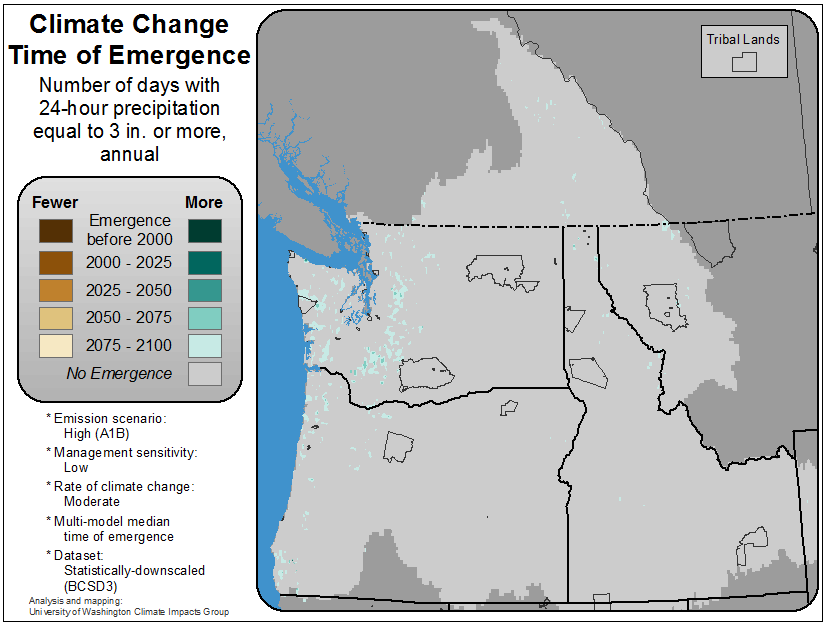 Climate Change
Time of Emergence
Number of days with
24-hour precipitation
equal to 3 in. or more,
annual
Fewer More
Emergence
before 2000
2000 - 2025
2025 - 2050
2050 - 2075
2075 - 2100
No Emergence
* Emission scenario:
High (A1B)
* Management sensitivity:
Low
* Rate of climate change:
Moderate
* Multi-model median
time of emergence
* Dataset:
Statistically-downscaled
(BCSD3)
Analysis and mapping:
University of Washington Climate Impacts Group
Tribal Lands